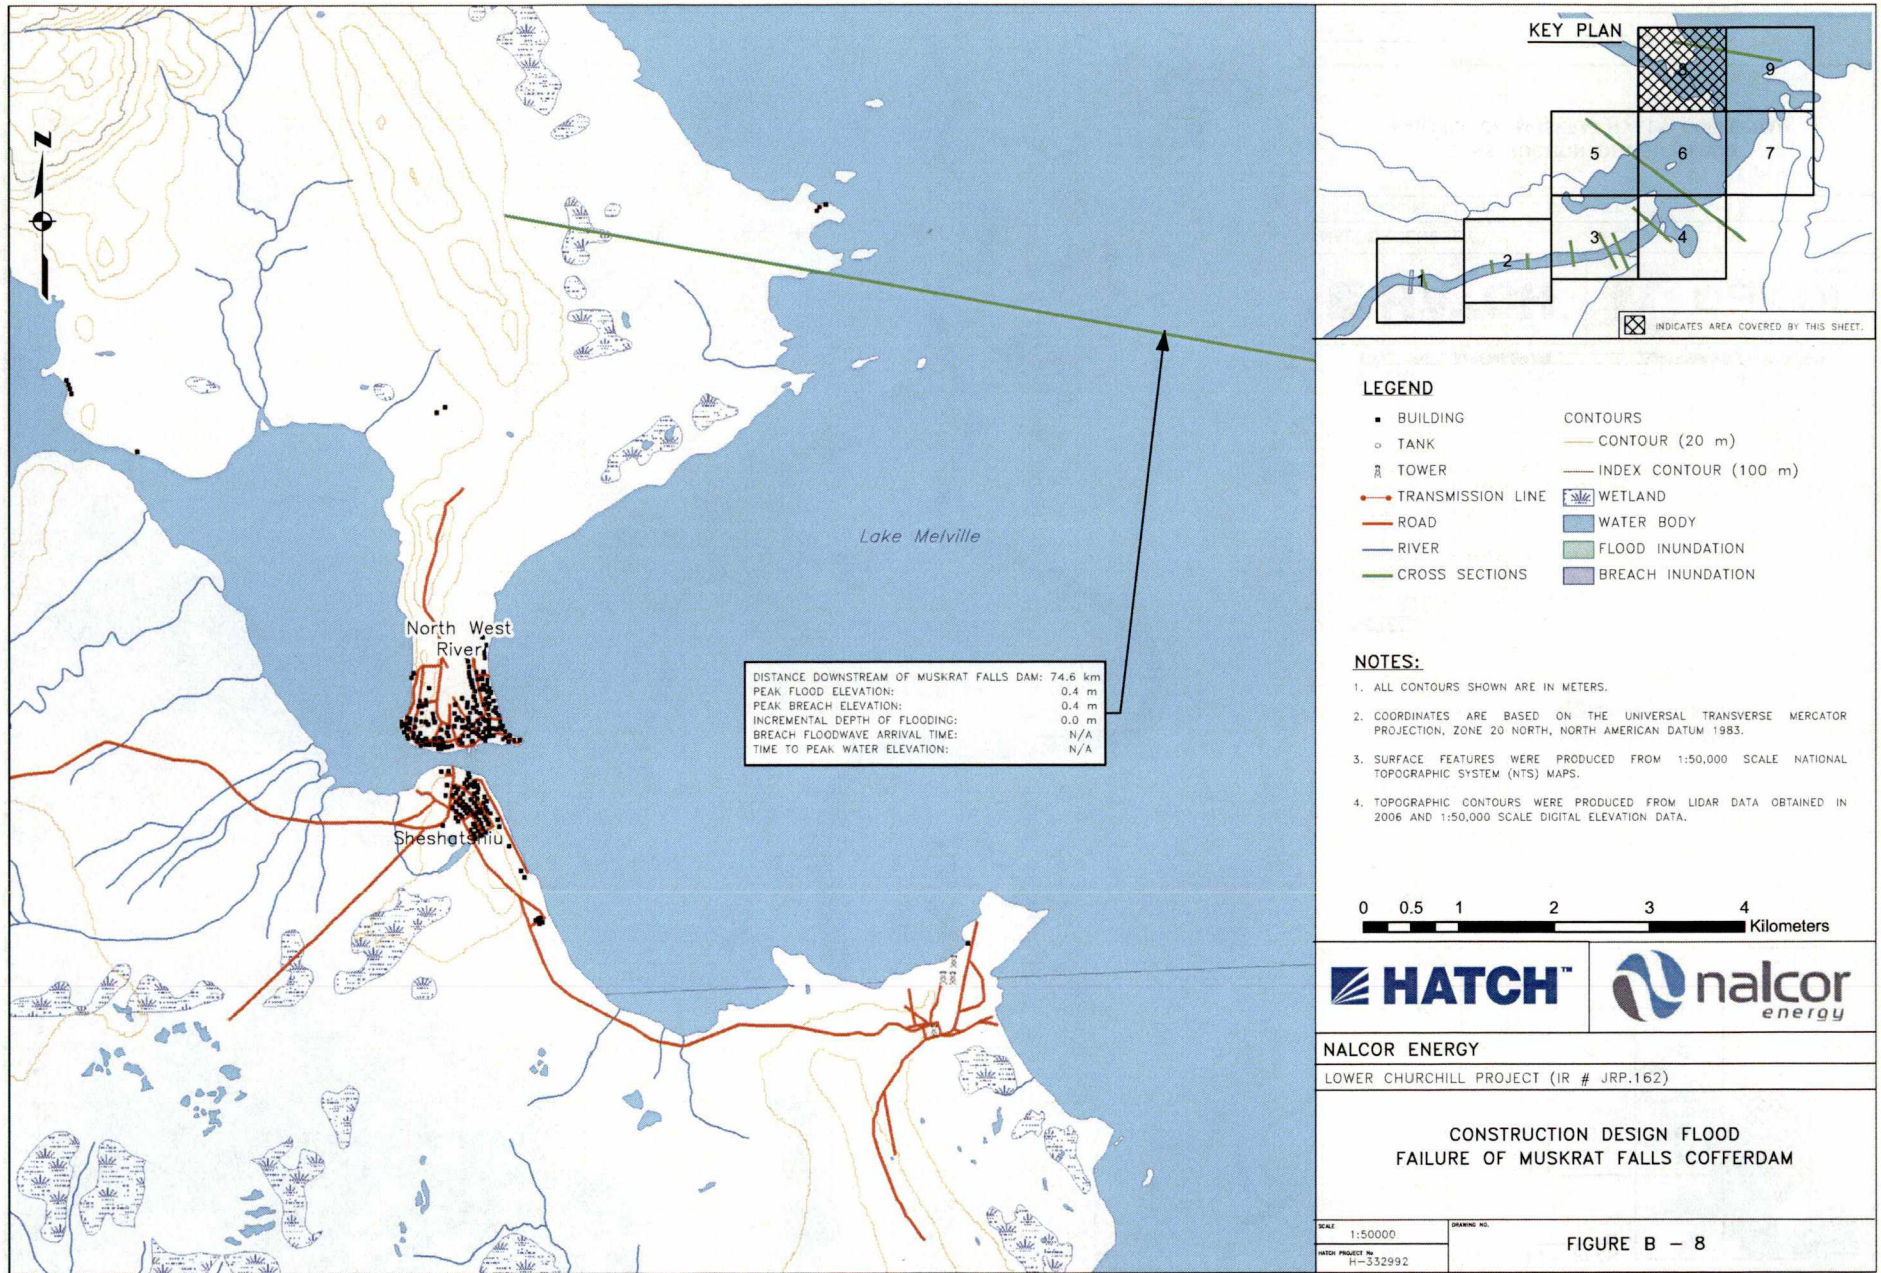 Z
Lake Melville
North West
River
Sheshatshiu
DISTANCE DOWNSTREAM OF MUSKRAT FALLS DAM: 74.6 km
PEAK FLOOD ELEVATION: 0.4 m
PEAK BREACH ELEVATION: 0.4 m
INCREMENTAL DEPTH OF FLOODING: 0.0 m
BREACH FLOODWAVE ARRIVAL TIME: N/A
TIME TO PEAK WATER ELEVATION: N/A
KEY PLAN
8
9
5
6
7
3
4
2
1
INDICATES AREA COVERED BY THIS SHEET.
LEGEND
BUILDING
TANK
TOWER
TRANSMISSION LINE
ROAD
RIVER
CROSS SECTIONS
CONTOURS
CONTOUR (20 m)
INDEX CONTOUR (100 m)
WETLAND
WATER BODY
FLOOD INUNDATION
BREACH INUNDATION
NOTES:
1. ALL CONTOURS SHOWN ARE IN METERS.
2. COORDINATES ARE BASED ON THE UNIVERSAL TRANSVERSE MERCATOR
PROJECTION, ZONE 20 NORTH, NORTH AMERICAN DATUM 1983.
3. SURFACE FEATURES WERE PRODUCED FROM 1:50,000 SCALE NATIONAL
TOPOGRAPHIC SYSTEM (NTS) MAPS.
4. TOPOGRAPHIC CONTOURS WERE PRODUCED FROM LIDAR DATA OBTAINED IN
2006 AND 1:50,000 SCALE DIGITAL ELEVATION DATA.
0 0.5 1 2 3 4
Kilometers
HATCH™
nalcor
energy
NALCOR ENERGY
LOWER CHURCHILL PROJECT (IR # JRP.162)
CONSTRUCTION DESIGN FLOOD
FAILURE OF MUSKRAT FALLS COFFERDAM
SCALE
1:50000
HATCH PROJECT No
H-332992
DRAWING NO.
FIGURE B - 8